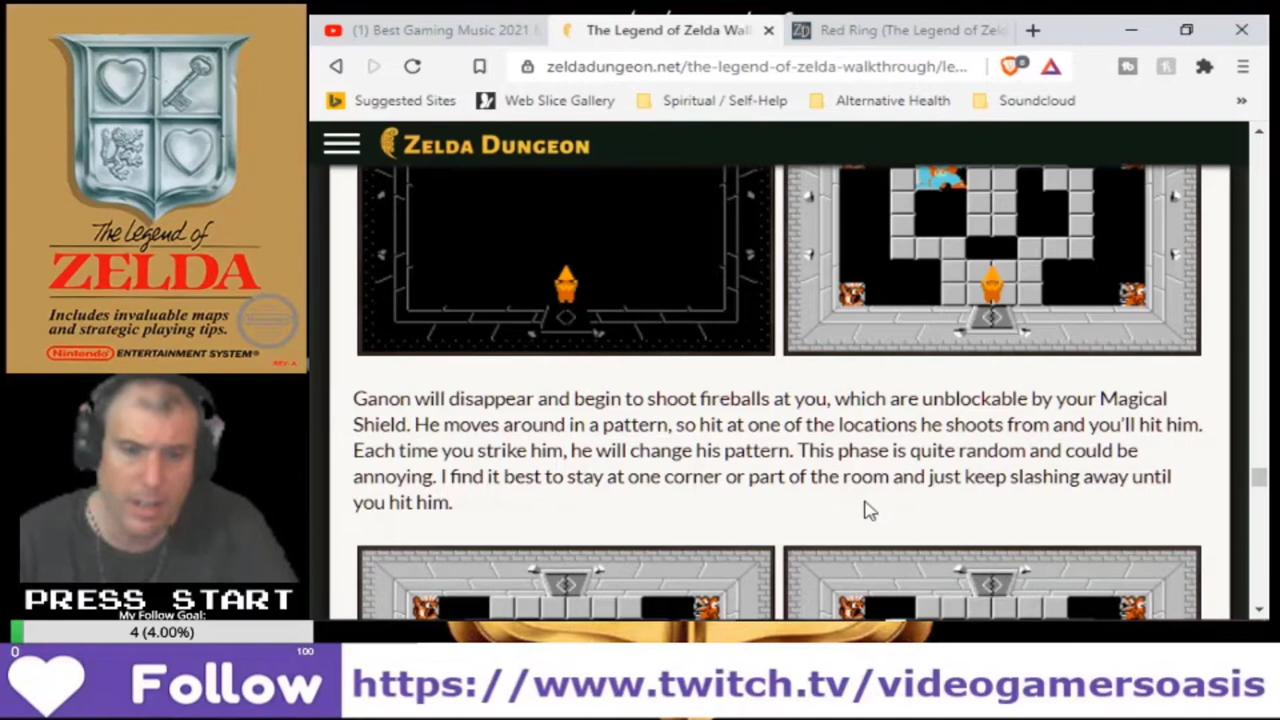 (1) Best Gaming Music 2021
The Legend of Zelda Wal
Red Ring (The Legend of Zel
zeldadungeon.net/the-legend-of-zelda-walkthrough/le...
Suggested Sites
Web Slice Gallery
Spiritual / Self-Help
Alternative Health
Soundcloud
»
ZELDA DUNGEON
The Legend of
ZELDA
Includes invaluable maps
and strategic playing tips.
Nintendo ENTERTAINMENT SYSTEM®
REV-A
Ganon will disappear and begin to shoot fireballs at you, which are unblockable by your Magical
Shield. He moves around in a pattern, so hit at one of the locations he shoots from and you'll hit him.
Each time you strike him, he will change his pattern. This phase is quite random and could be
annoying. I find it best to stay at one corner or part of the room and just keep slashing away until
you hit him.
PRESS START
My Follow Goal:
4 (4.00%)
0
100
Follow
https://www.twitch.tv/videogamersoasis